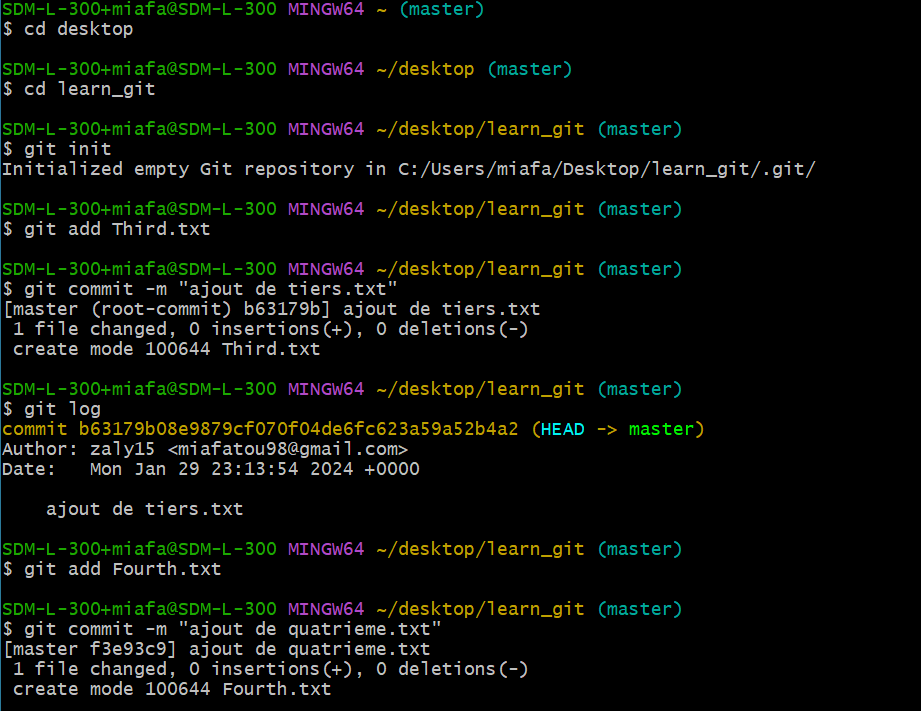 SDM-L-300+miafa@SDM-L-300 MINGW64 ~ (master)
$ cd desktop
SDM-L-300+miafa@SDM-L-300 MINGW64 ~/desktop (master)
$ cd learn_git
SDM-L-300+miafa@SDM-L-300 MINGW64 ~/desktop/learn_git (master)
$ git init
Initialized empty Git repository in C:/Users/miafa/Desktop/learn_git/.git/
SDM-L-300+miafa@SDM-L-300 MINGW64 ~/desktop/learn_git (master)
$ git add Third.txt
SDM-L-300+miafa@SDM-L-300 MINGW64 ~/desktop/learn_git (master)
$ git commit -m "ajout de tiers.txt"
[master (root-commit) b63179b] ajout de tiers.txt
 1 file changed, 0 insertions(+), 0 deletions(-)
 create mode 100644 Third.txt
SDM-L-300+miafa@SDM-L-300 MINGW64 ~/desktop/learn_git (master)
$ git log
commit b63179b08e9879cf070f04de6fc623a59a52b4a2 (HEAD -> master)
Author: zaly15 <miafatou98@gmail.com>
Date:   Mon Jan 29 23:13:54 2024 +0000
    ajout de tiers.txt
SDM-L-300+miafa@SDM-L-300 MINGW64 ~/desktop/learn_git (master)
$ git add Fourth.txt
SDM-L-300+miafa@SDM-L-300 MINGW64 ~/desktop/learn_git (master)
$ git commit -m "ajout de quatrieme.txt"
[master f3e93c9] ajout de quatrieme.txt
 1 file changed, 0 insertions(+), 0 deletions(-)
 create mode 100644 Fourth.txt